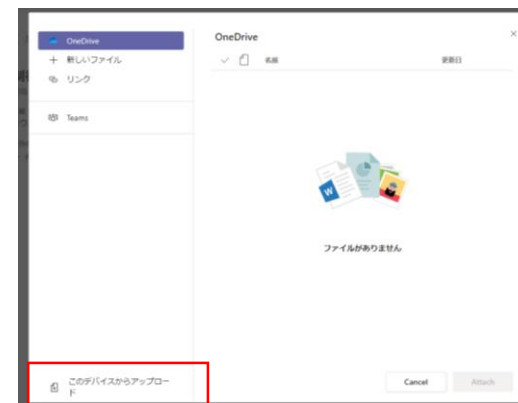 OneDrive
新しいファイル
リンク
Teams
このデバイスからアップロー
ド
OneDrive
名前
更新日
W
ファイルがありません
Cancel
Attach